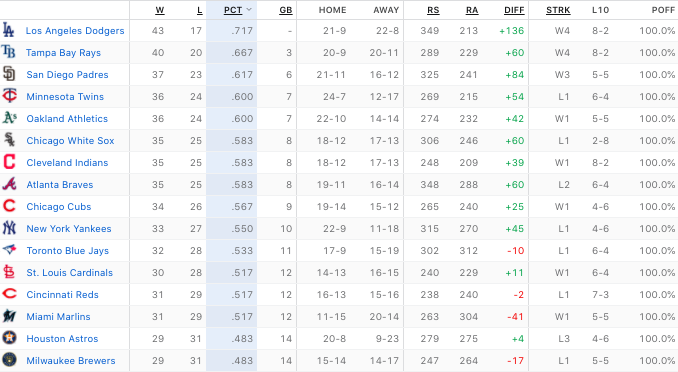 W L PCT GB HOME AWAY RS RA DIFF STRK L10 POFF
Los Angeles Dodgers 43 17 .717 - 21-9 22-8 349 213 +136 W4 8-2 100.0%
Tampa Bay Rays 40 20 .667 3 20-9 20-11 289 229 +60 W4 8-2 100.0%
San Diego Padres 37 23 .617 6 21-11 16-12 325 241 +84 W3 5-5 100.0%
Minnesota Twins 36 24 .600 7 24-7 12-17 269 215 +54 L1 6-4 100.0%
Oakland Athletics 36 24 .600 7 22-10 14-14 274 232 +42 W1 5-5 100.0%
Chicago White Sox 35 25 .583 8 18-12 17-13 306 246 +60 L1 2-8 100.0%
Cleveland Indians 35 25 .583 8 18-12 17-13 248 209 +39 W1 8-2 100.0%
Atlanta Braves 35 25 .583 8 19-11 16-14 348 288 +60 L2 6-4 100.0%
Chicago Cubs 34 26 .567 9 19-14 15-12 265 240 +25 W1 4-6 100.0%
New York Yankees 33 27 .550 10 22-9 11-18 315 270 +45 L1 4-6 100.0%
Toronto Blue Jays 32 28 .533 11 17-9 15-19 302 312 -10 L1 6-4 100.0%
St. Louis Cardinals 30 28 .517 12 14-13 16-15 240 229 +11 W1 6-4 100.0%
Cincinnati Reds 31 29 .517 12 16-13 15-16 238 240 -2 L1 7-3 100.0%
Miami Marlins 31 29 .517 12 11-15 20-14 263 304 -41 W1 5-5 100.0%
Houston Astros 29 31 .483 14 20-8 9-23 279 275 +4 L3 4-6 100.0%
Milwaukee Brewers 29 31 .483 14 15-14 14-17 247 264 -17 L1 5-5 100.0%